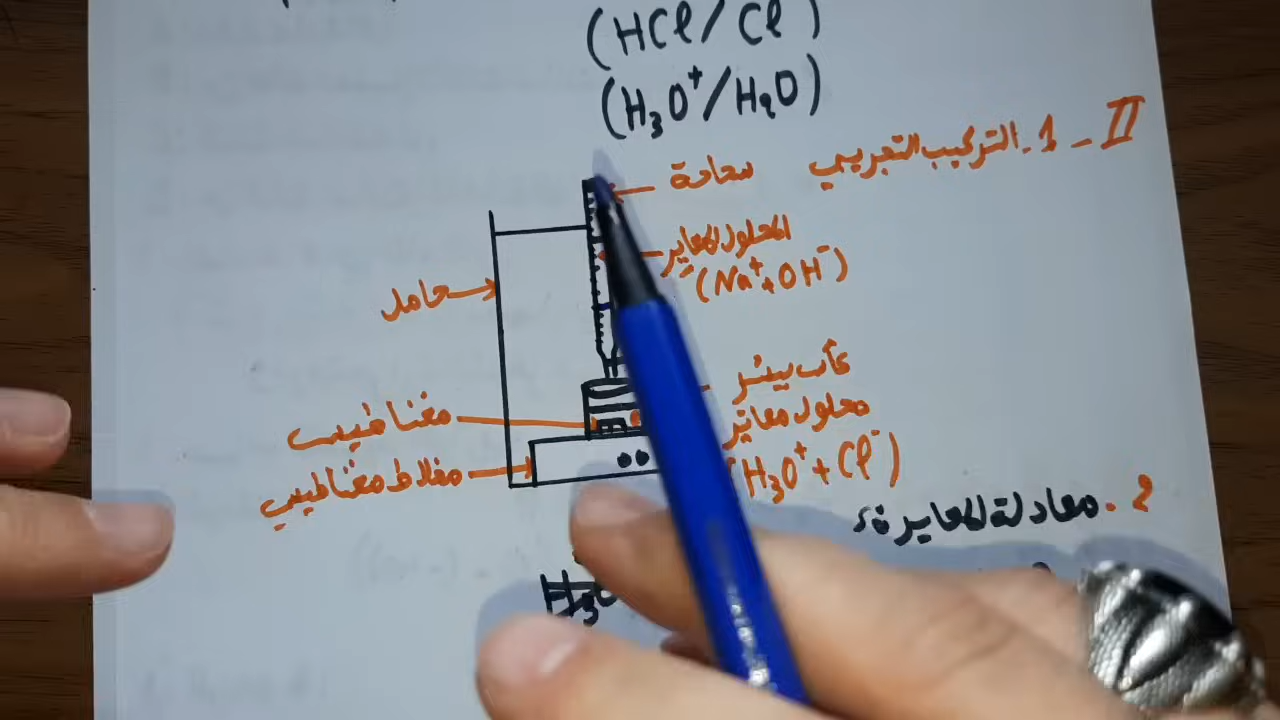 (HCl/Cl⁻)
(H₃O⁺/H₂O)
II - 1. التركيب التجريبي
سحاحة
المحلول المعاير
(Na⁺+OH⁻)
حامل
كأس بيشر
مغناطيس
محلول معاير
مخلاط مغناطيسي
(H₃O⁺ + Cl⁻)
2. معادلة المعايرة:
H₃O